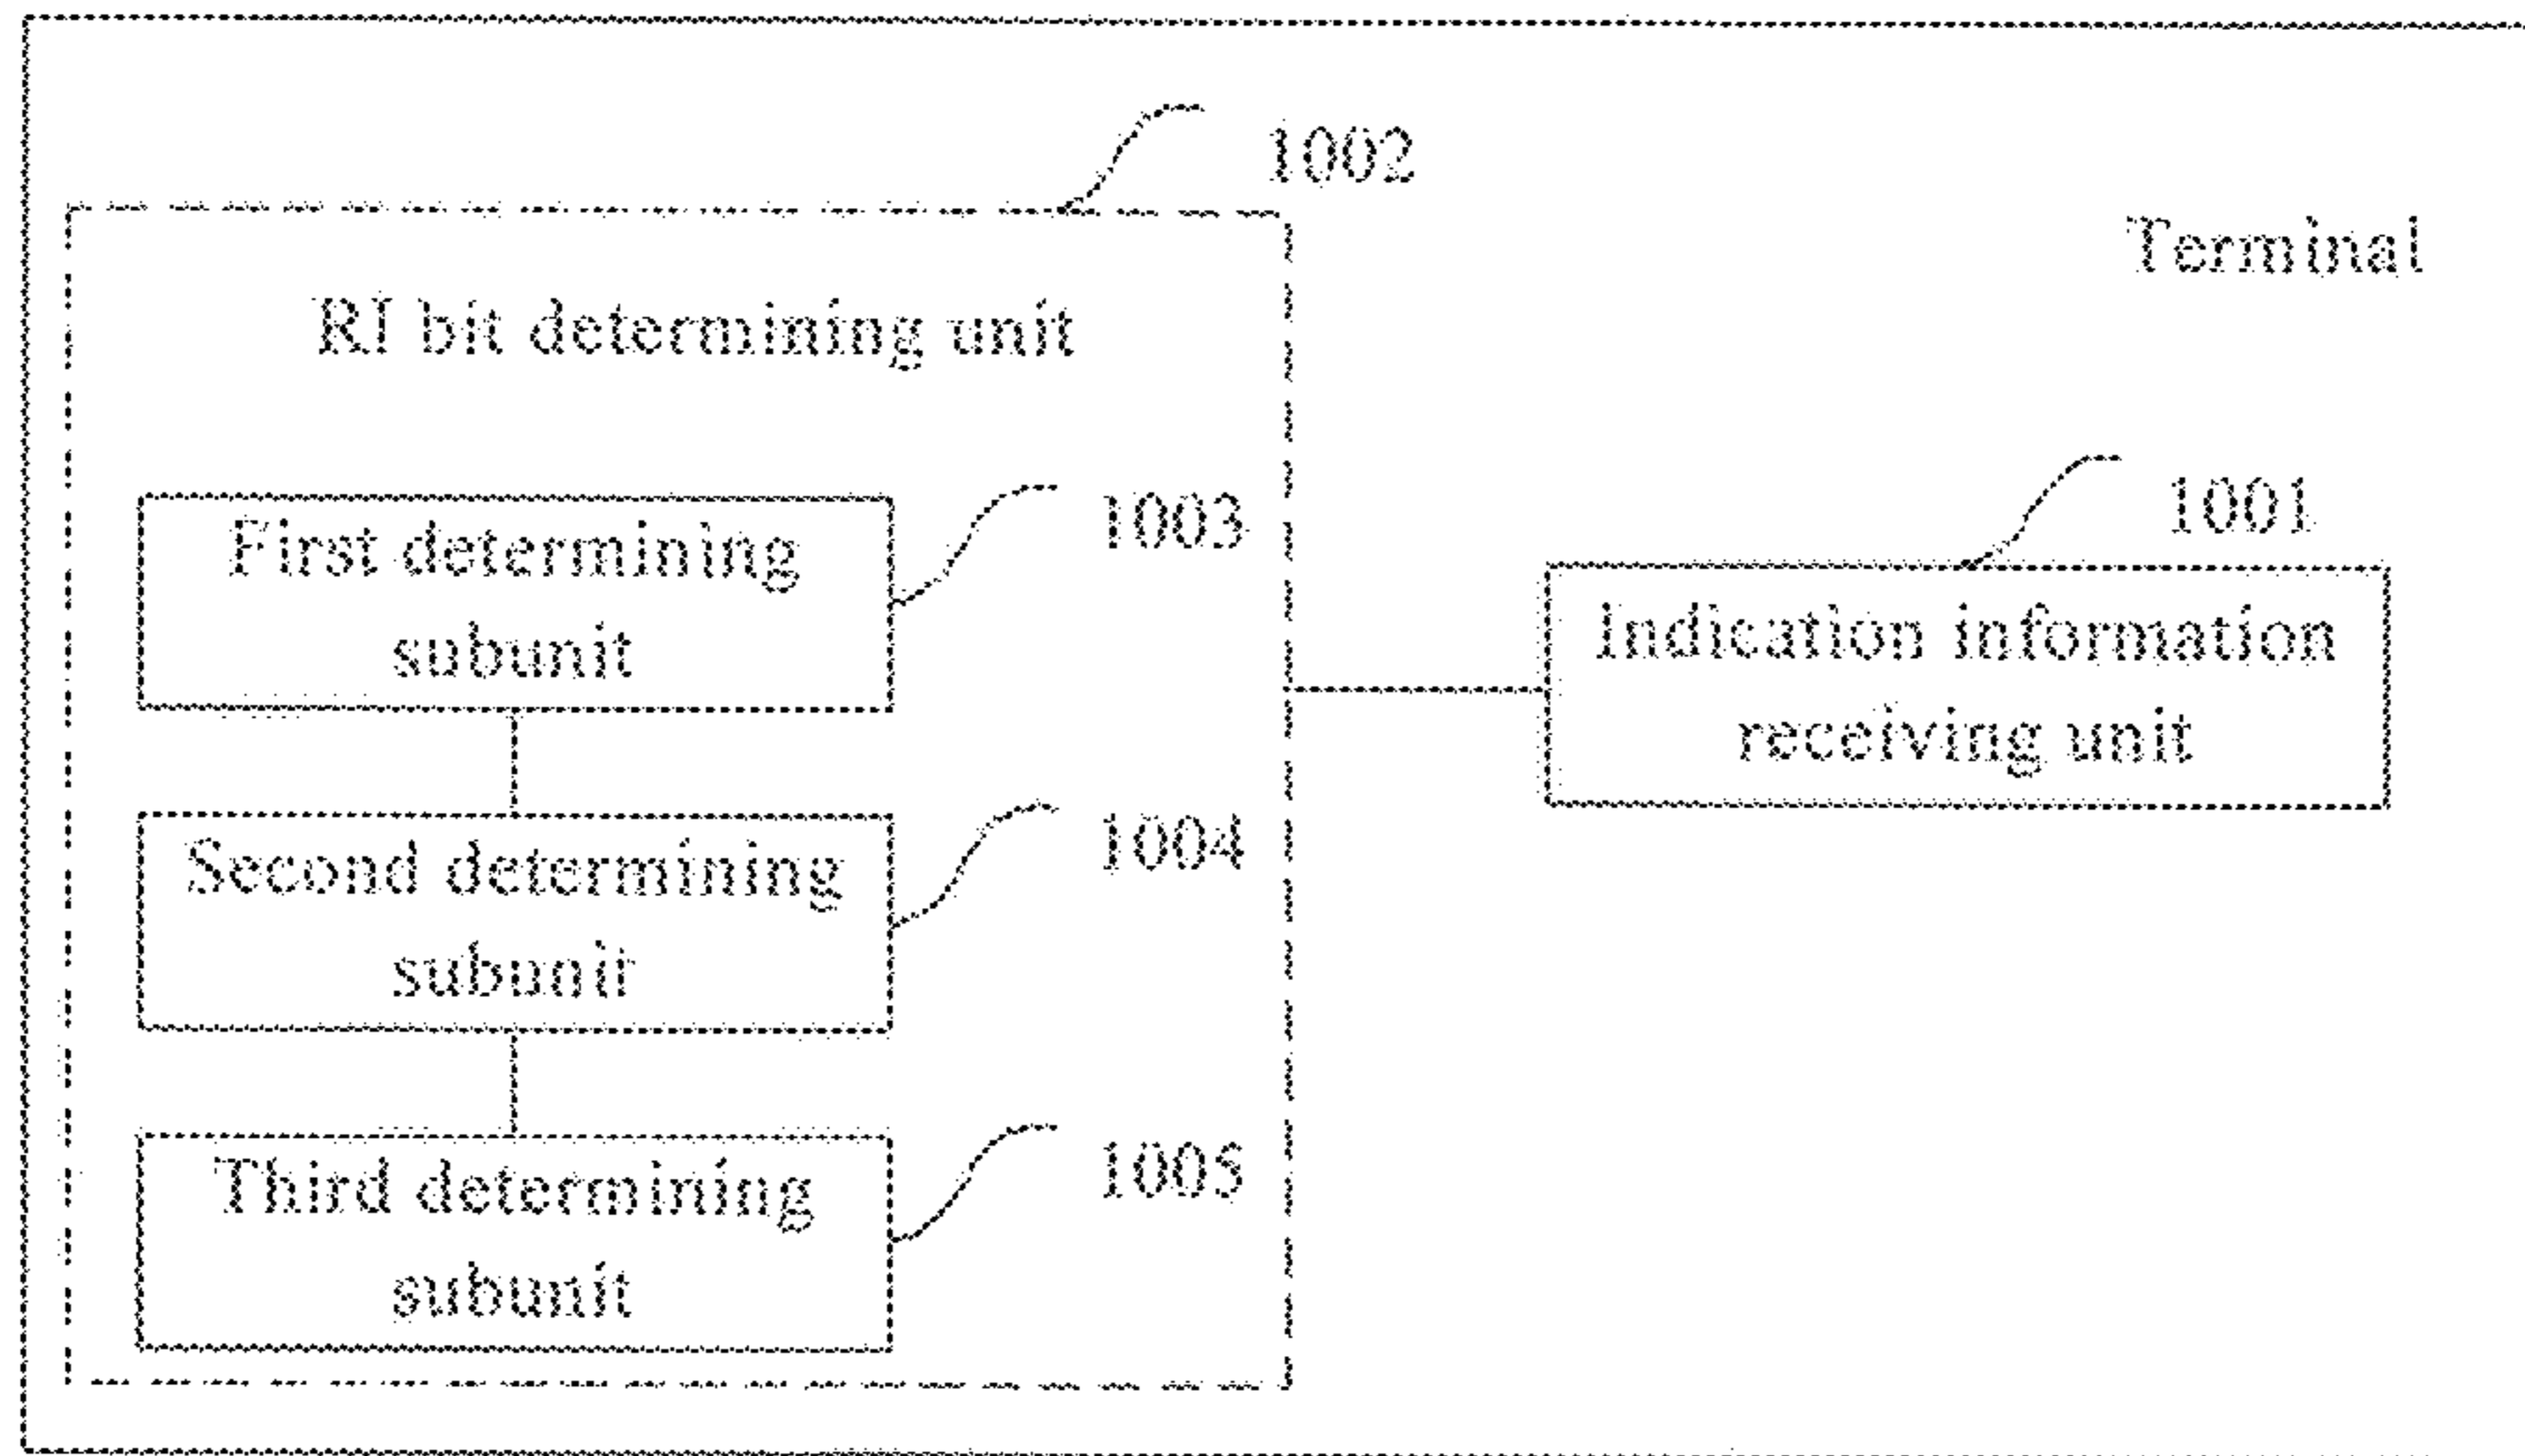 1002
Terminal
RI bit determining unit
1003
First determining
subunit
1001
Indication information
receiving unit
1004
Second determining
subunit
1005
Third determining
subunit